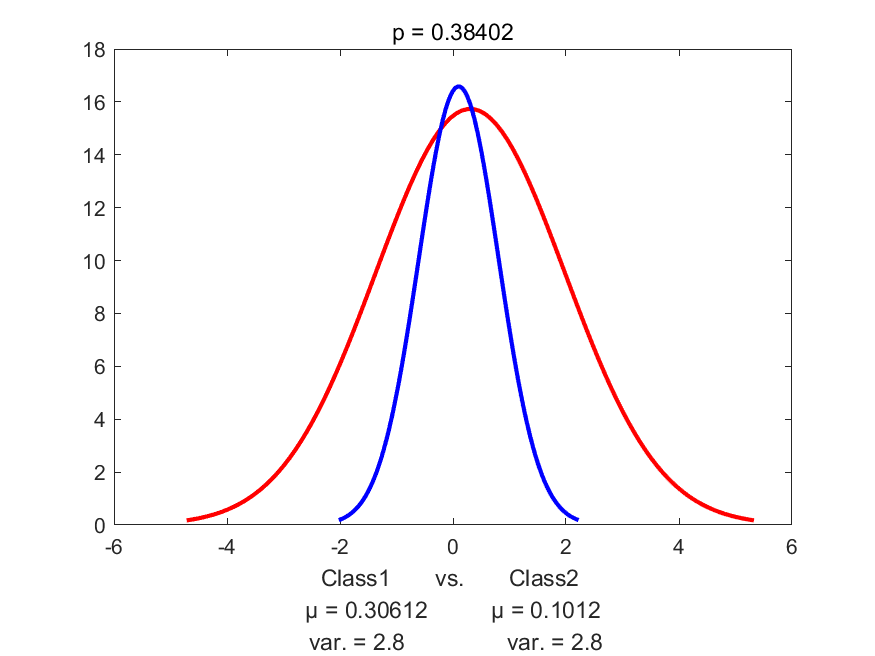 p = 0.38402
18
16
14
12
10
8
6
4
2
0
-6 -4 -2 0 2 4 6
Class1 vs. Class2
μ = 0.30612 μ = 0.1012
var. = 2.8 var. = 2.8